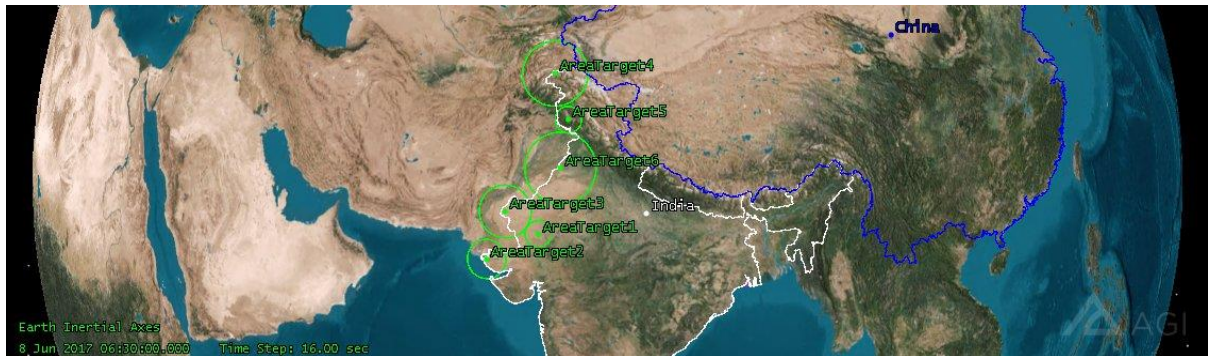 China
AreaTarget4
AreaTarget5
AreaTarget6
AreaTarget3
India
AreaTarget1
AreaTarget2
Earth Inertial Axes
8 Jun 2017 06:30:00.000 Time Step: 16.00 sec
AGI